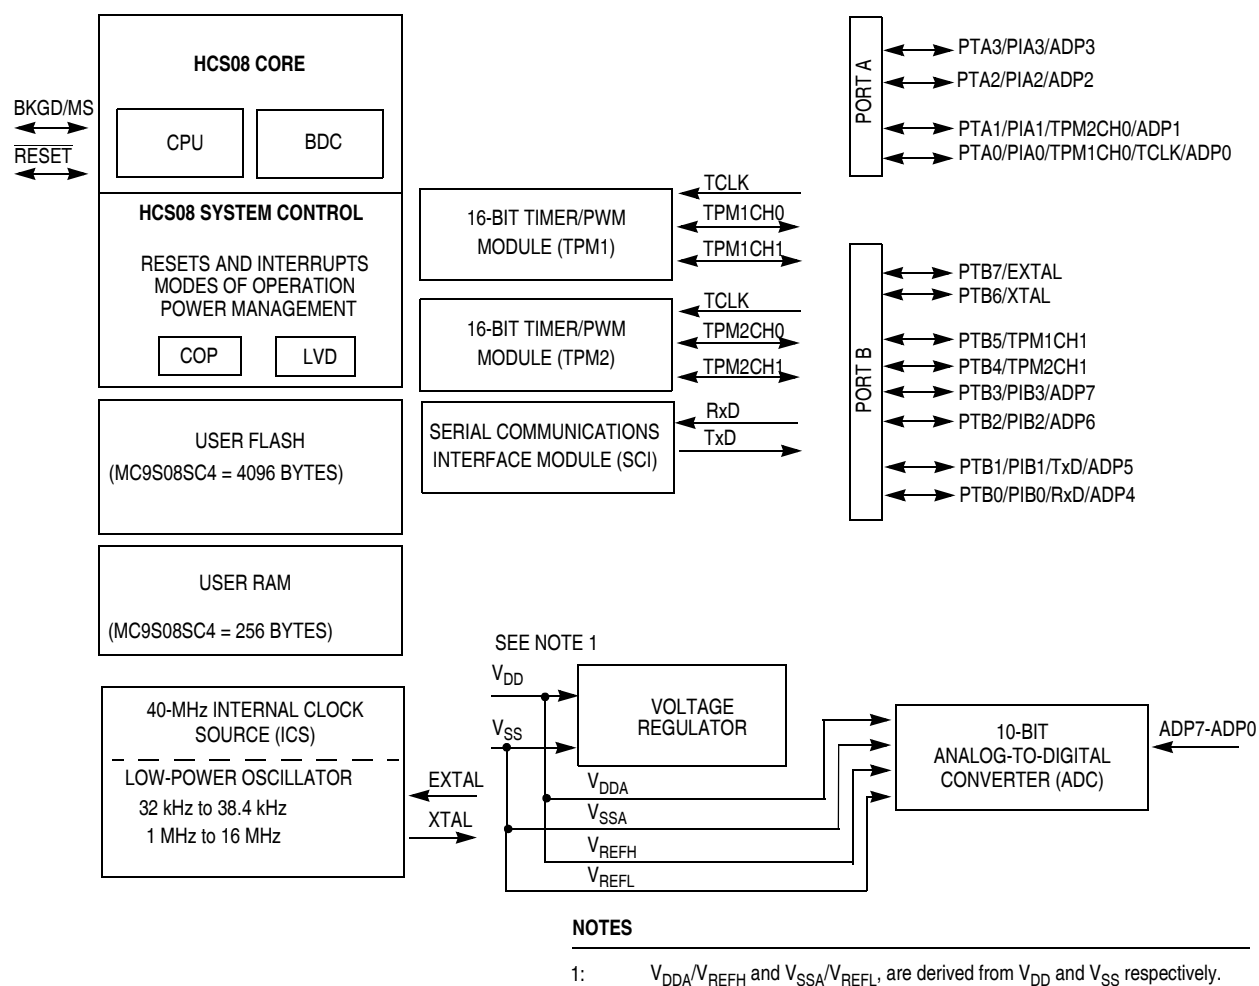 HCS08 CORE
BKGD/MS
RESET
CPU
BDC
HCS08 SYSTEM CONTROL
RESETS AND INTERRUPTS
MODES OF OPERATION
POWER MANAGEMENT
COP
LVD
USER FLASH
(MC9S08SC4 = 4096 BYTES)
USER RAM
(MC9S08SC4 = 256 BYTES)
40-MHz INTERNAL CLOCK
SOURCE (ICS)
LOW-POWER OSCILLATOR
32 kHz to 38.4 kHz
1 MHz to 16 MHz
EXTAL
XTAL
16-BIT TIMER/PWM
MODULE (TPM1)
TCLK
TPM1CH0
TPM1CH1
16-BIT TIMER/PWM
MODULE (TPM2)
TCLK
TPM2CH0
TPM2CH1
SERIAL COMMUNICATIONS
INTERFACE MODULE (SCI)
RxD
TxD
PORT A
PTA3/PIA3/ADP3
PTA2/PIA2/ADP2
PTA1/PIA1/TPM2CH0/ADP1
PTA0/PIA0/TPM1CH0/TCLK/ADP0
PORT B
PTB7/EXTAL
PTB6/XTAL
PTB5/TPM1CH1
PTB4/TPM2CH1
PTB3/PIB3/ADP7
PTB2/PIB2/ADP6
PTB1/PIB1/TxD/ADP5
PTB0/PIB0/RxD/ADP4
SEE NOTE 1
VDD
VSS
VOLTAGE
REGULATOR
VDDA
VSSA
VREFH
VREFL
10-BIT
ANALOG-TO-DIGITAL
CONVERTER (ADC)
ADP7-ADP0
NOTES
1: VDDA/VREFH and VSSA/VREFL, are derived from VDD and VSS respectively.